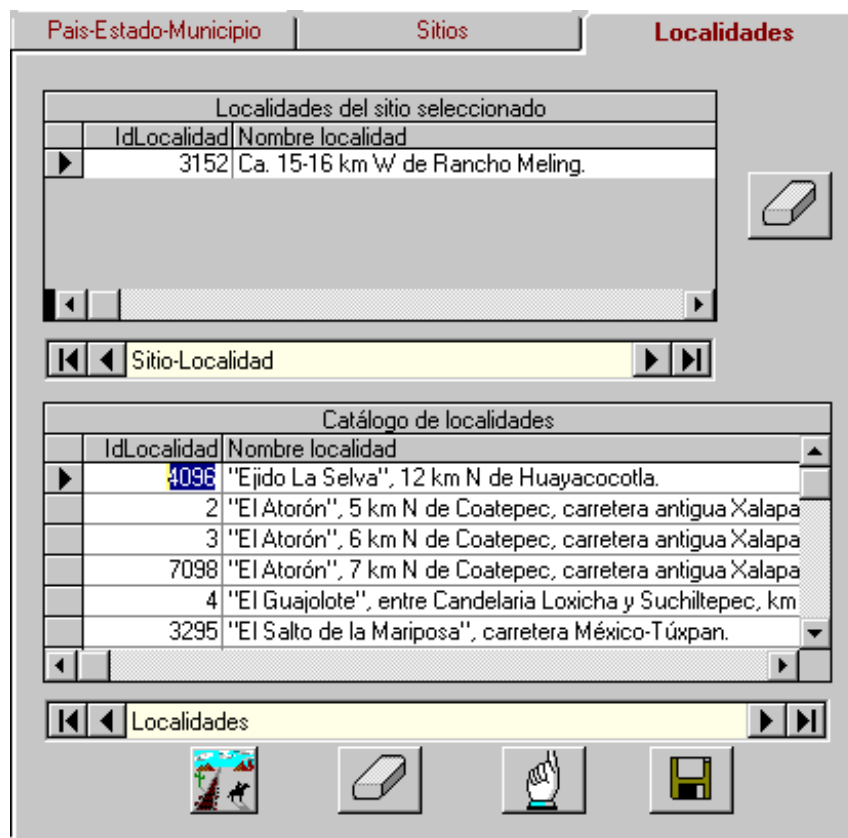 Pais-Estado-Municipio Sitios Localidades
Localidades del sitio seleccionado
IdLocalidad Nombre localidad
3152 Ca. 15-16 km W de Rancho Meling.
Sitio-Localidad
Catálogo de localidades
IdLocalidad Nombre localidad
4096 "Ejido La Selva", 12 km N de Huayacocotla.
2 "El Atorón", 5 km N de Coatepec, carretera antigua Xalapa
3 "El Atorón", 6 km N de Coatepec, carretera antigua Xalapa
7098 "El Atorón", 7 km N de Coatepec, carretera antigua Xalapa
4 "El Guajolote", entre Candelaria Loxicha y Suchiltepec, km
3295 "El Salto de la Mariposa", carretera México-Túxpan.
Localidades